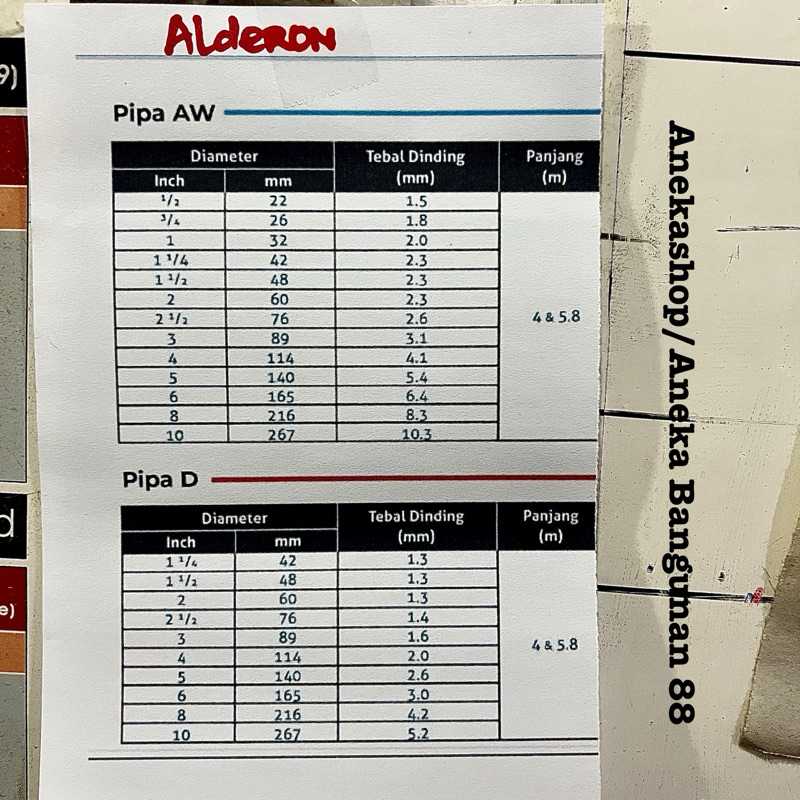 Alderon
Pipa AW
Diameter Tebal Dinding (mm) Panjang (m)
Inch mm
1/2 22 1.5
3/4 26 1.8
1 32 2.0
1 1/4 42 2.3
1 1/2 48 2.3
2 60 2.3
2 1/2 76 2.6
3 89 3.1
4 114 4.1
5 140 5.4
6 165 6.4
8 216 8.3
10 267 10.3
4 & 5.8
Pipa D
Diameter Tebal Dinding (mm) Panjang (m)
Inch mm
1 1/4 42 1.3
1 1/2 48 1.3
2 60 1.3
2 1/2 76 1.4
3 89 1.6
4 114 2.0
5 140 2.6
6 165 3.0
8 216 4.2
10 267 5.2
4 & 5.8
Anekashop/Aneka Bangunan 88
9)
d
e)